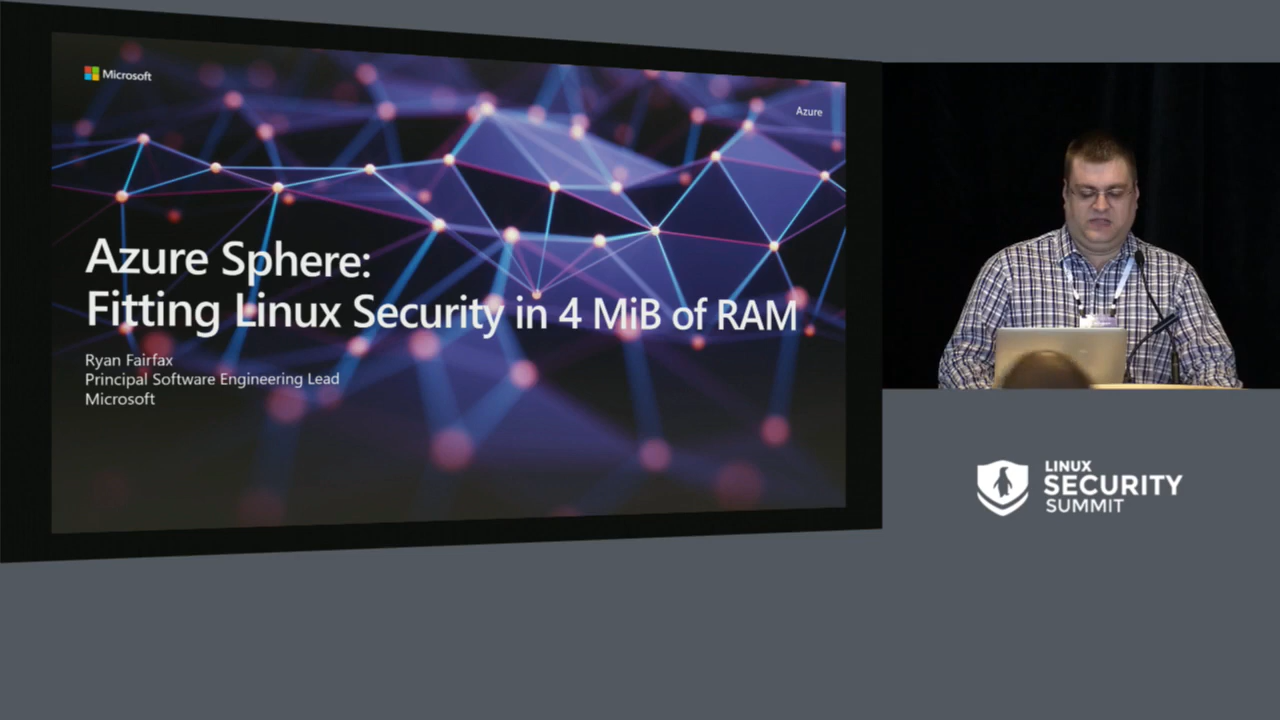 Microsoft
Azure
Azure Sphere:
Fitting Linux Security in 4 MiB of RAM
Ryan Fairfax
Principal Software Engineering Lead
Microsoft
LINUX
SECURITY
SUMMIT